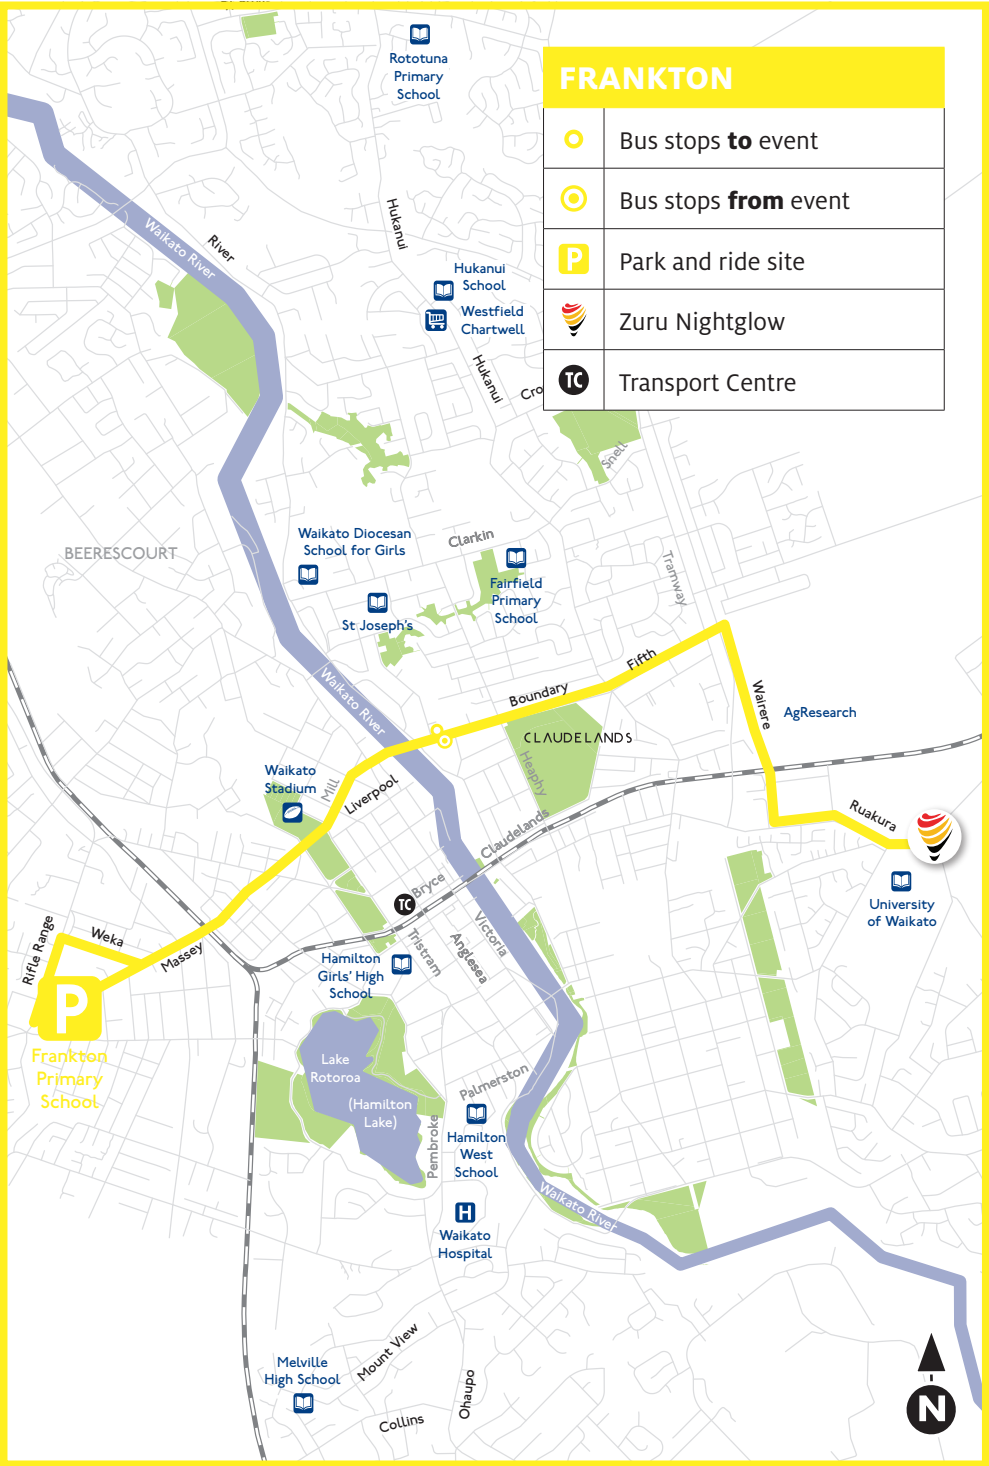 Rototuna
Primary
School
FRANKTON
Bus stops to event
Bus stops from event
P
Park and ride site
Zuru Nightglow
TC
Transport Centre
Hukanui
River
Waikato River
Hukanui
School
Westfield
Chartwell
Hukanui
Cro
Snell
Waikato Diocesan
School for Girls
Clarkin
BEERESCOURT
Tramway
Fairfield
Primary
School
St Joseph's
Fifth
Waikato River
Boundary
Wairere
AgResearch
CLAUDELANDS
Heaphy
Waikato
Stadium
Mill
Liverpool
Claudelands
Ruakura
Bryce
TC
University
of Waikato
Victoria
Tristram
Anglesea
Rifle Range
Weka
Massey
Hamilton
Girls' High
School
P
Frankton
Primary
School
Lake
Rotoroa
(Hamilton
Lake)
Palmerston
Pembroke
Hamilton
West
School
Waikato River
H
Waikato
Hospital
Mount View
Melville
High School
Ohaupo
Collins
N